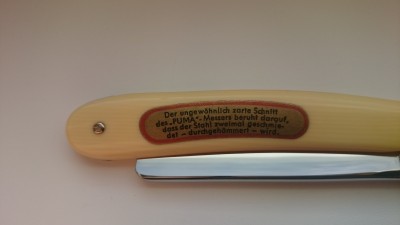 Der ungewöhnlich zarte Schnitt
des „PUMA"-Messers beruht darauf,
dass der Stahl zweimal geschmie-
det - durchgehämmert - wird.